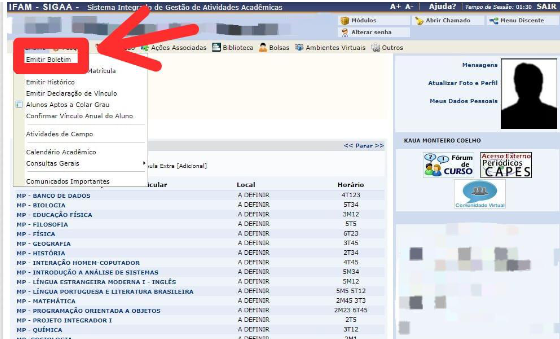 IFAM - SIGAA - Sistema Integrado de Gestão de Atividades Acadêmicas
A+ A- Ajuda? Tempo de Sessão: 01:30 SAIR
Módulos Abrir Chamado Menu Discente
Alterar senha
Ações Associadas Biblioteca Bolsas Ambientes Virtuais Outros
Emitir Boletim
Matrícula
Emitir Histórico
Emitir Declaração de Vínculo
Alunos Aptos a Colar Grau
Confirmar Vínculo Anual do Aluno
Atividades de Campo
Calendário Acadêmico
Consultas Gerais
Comunicados Importantes
Mensagens
Atualizar Foto e Perfil
Meus Dados Pessoais
KAUA MONTEIRO COELHO
Fórum de CURSO
Acesso Externo
Periódicos
CAPES
Comunidade Virtual
<< Parar >>
Extra [Adicional]
Local Horário
MP - BANCO DE DADOS A DEFINIR 4T123
MP - BIOLOGIA A DEFINIR 5T34
MP - EDUCAÇÃO FÍSICA A DEFINIR 3M12
MP - FILOSOFIA A DEFINIR 5T5
MP - FÍSICA A DEFINIR 6T23
MP - GEOGRAFIA A DEFINIR 3T45
MP - HISTÓRIA A DEFINIR 2T34
MP - INTERAÇÃO HOMEM-COPUTADOR A DEFINIR 4T45
MP - INTRODUÇÃO A ANÁLISE DE SISTEMAS A DEFINIR 5M34
MP - LÍNGUA ESTRANGEIRA MODERNA I - INGLÊS A DEFINIR 5M12
MP - LÍNGUA PORTUGUESA E LITERATURA BRASILEIRA A DEFINIR 5M5 5T12
MP - MATEMÁTICA A DEFINIR 2M45 3T3
MP - PROGRAMAÇÃO ORIENTADA A OBJETOS A DEFINIR 2M23 6T45
MP - PROJETO INTEGRADOR I A DEFINIR 2T5
MP - QUÍMICA A DEFINIR 3T12